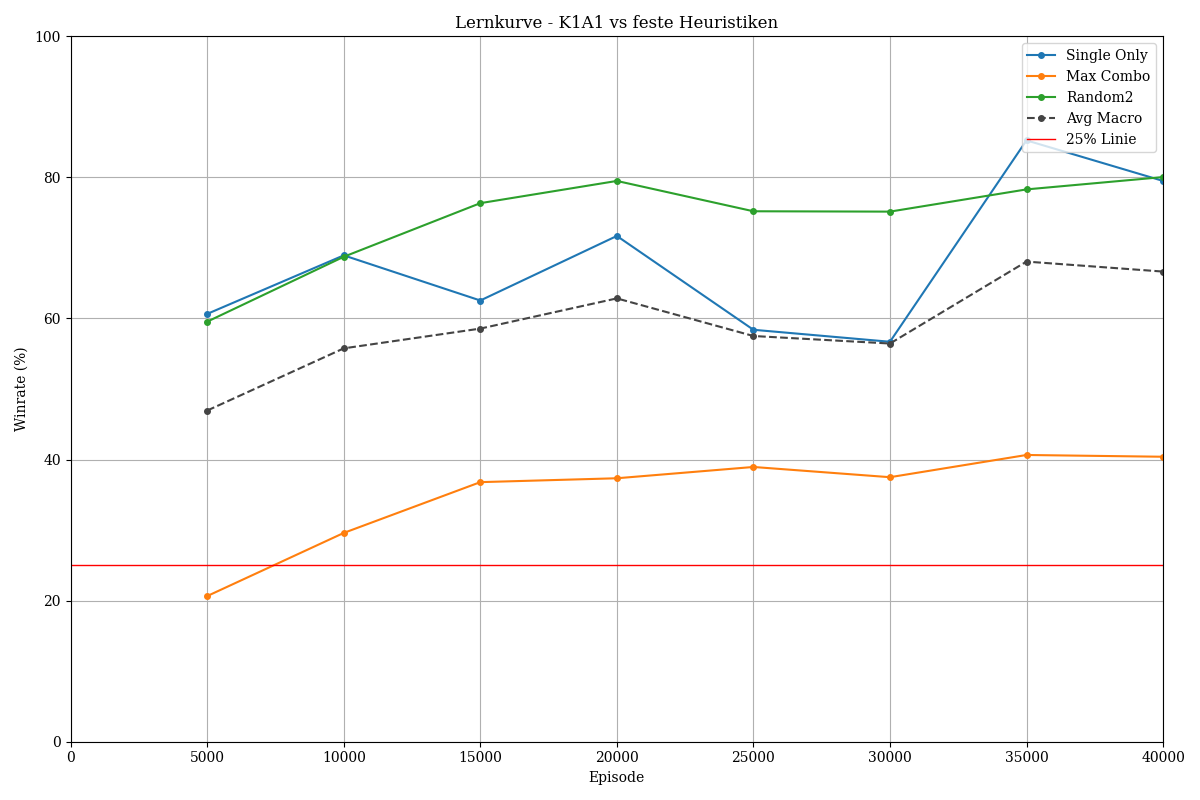 Lernkurve - K1A1 vs feste Heuristiken
100
80
60
40
20
0
Winrate (%)
Single Only
Max Combo
Random2
Avg Macro
25% Linie
0 5000 10000 15000 20000 25000 30000 35000 40000
Episode